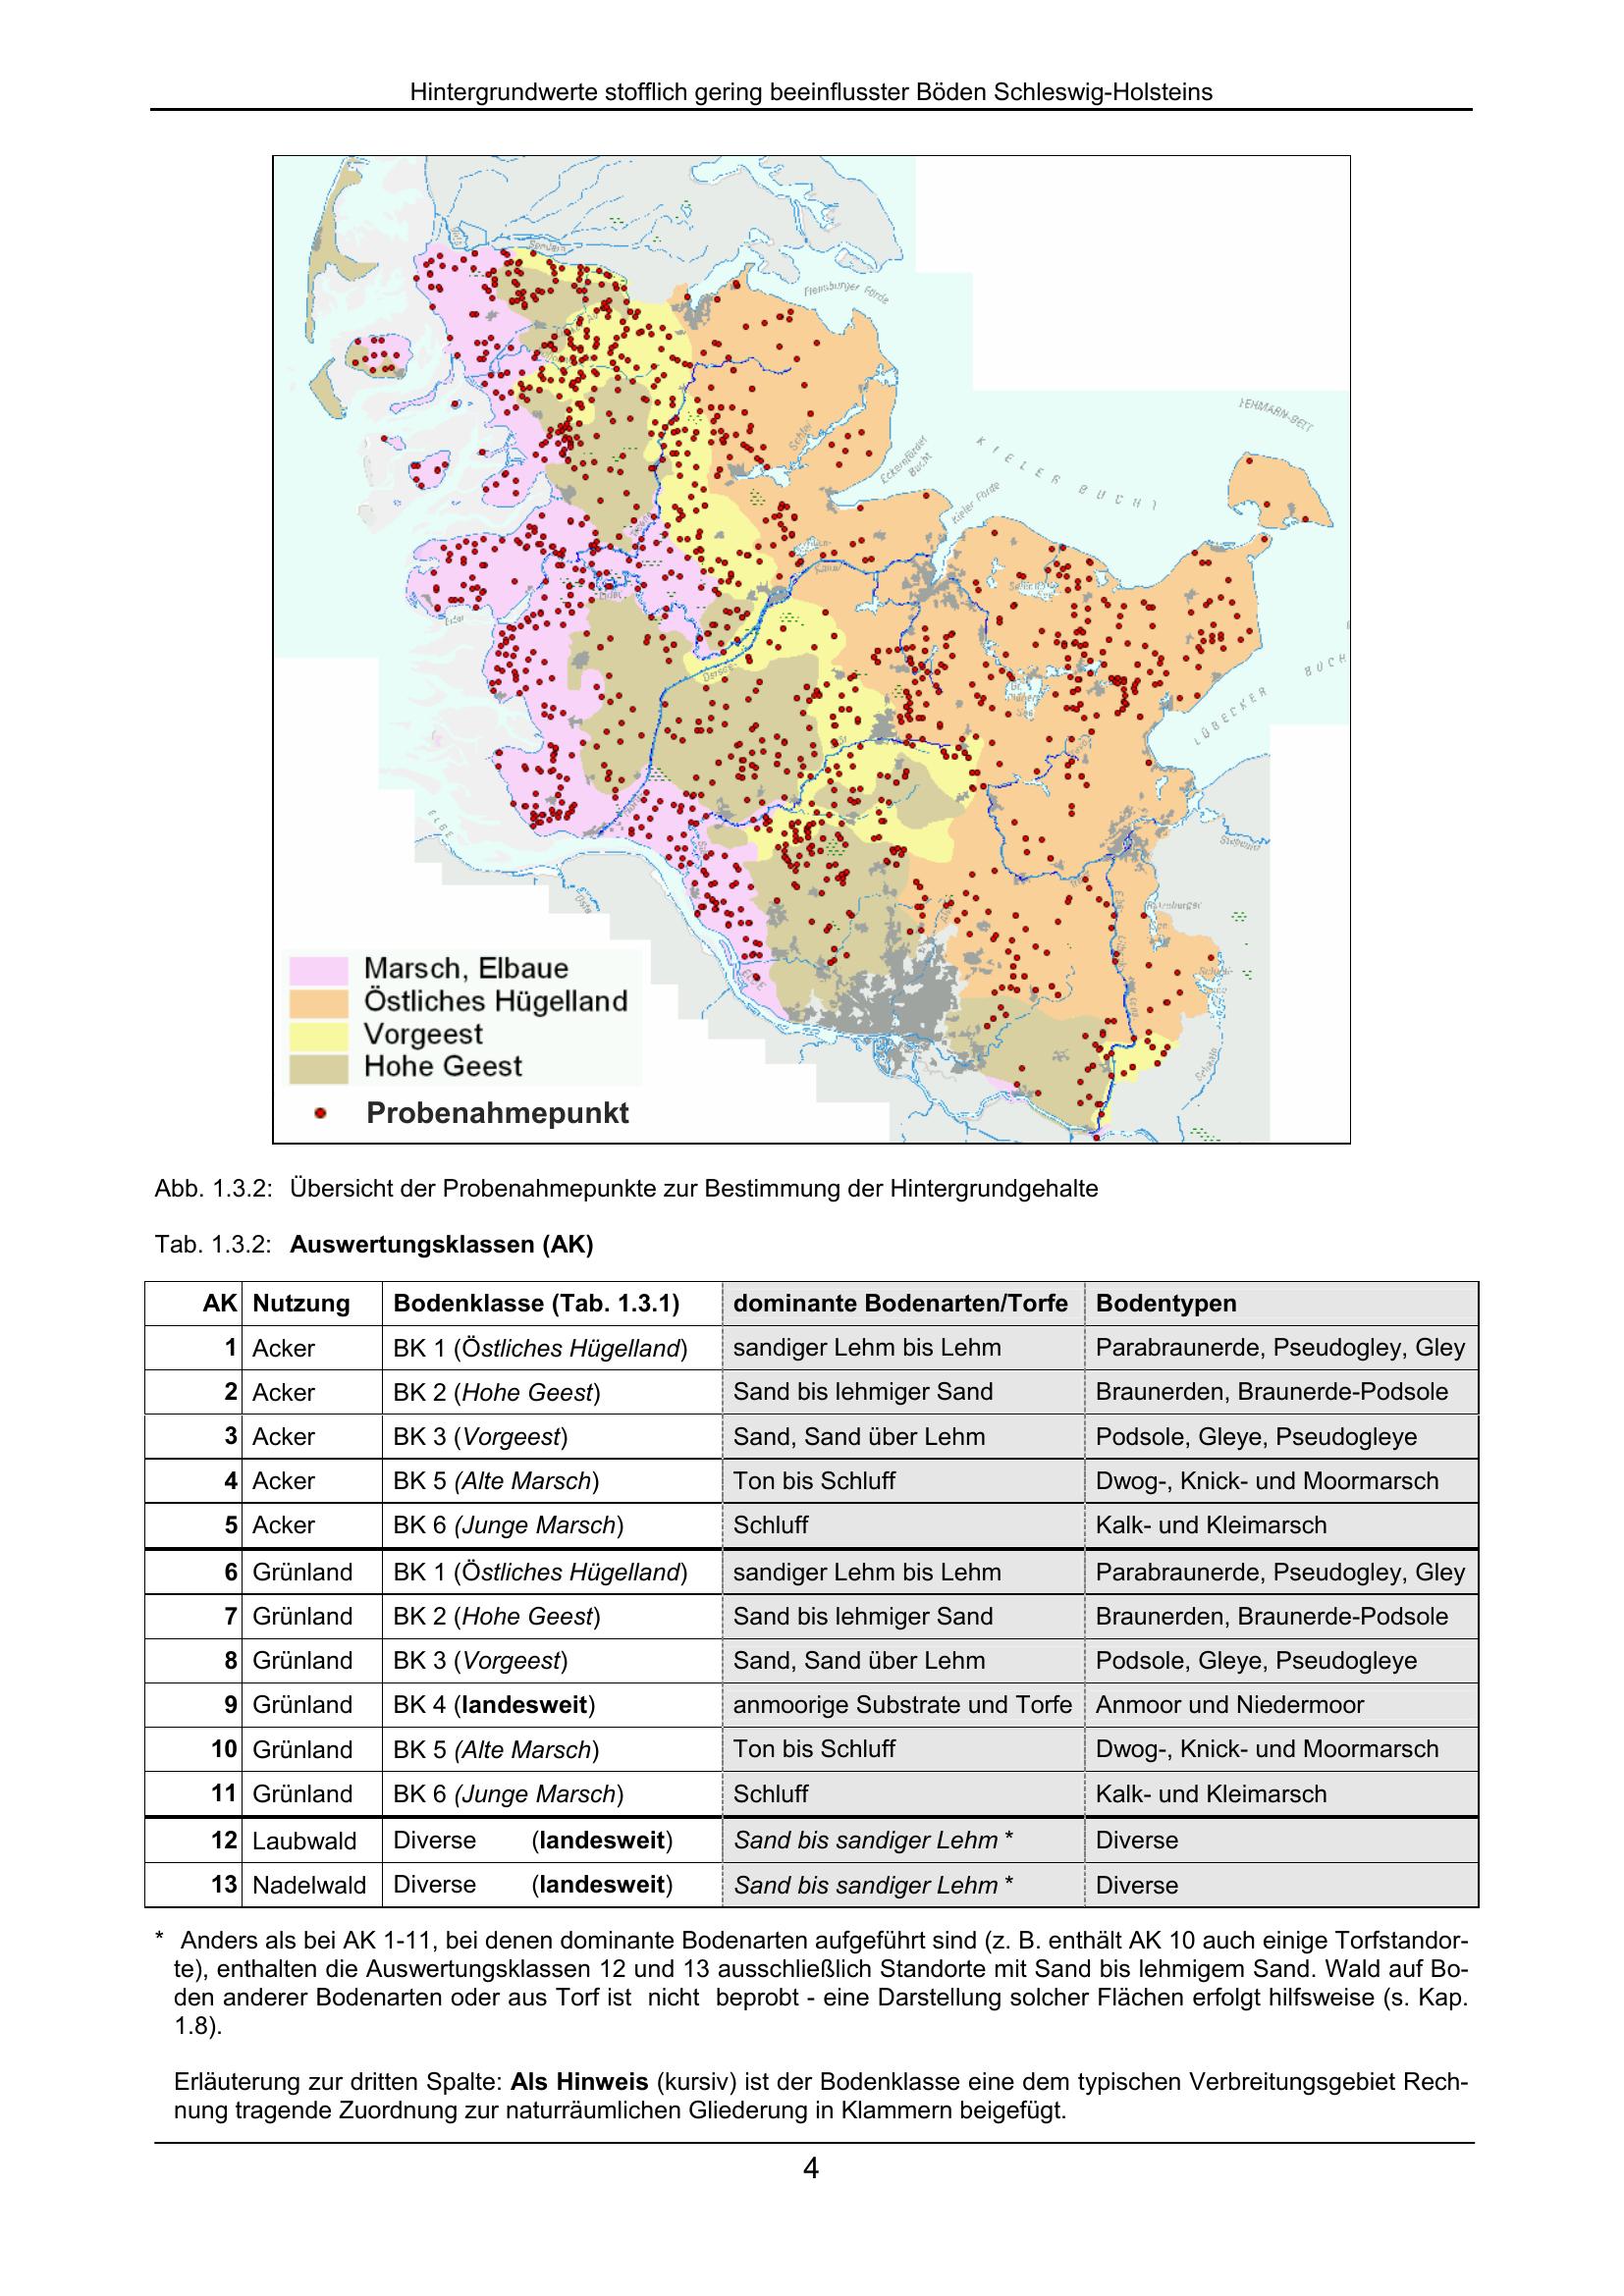 Hintergrundwerte stofflich gering beeinflusster Böden Schleswig-Holsteins
Flensburger Förde
FEHMARN-BELT
Schlei
Eckernförder
Bucht
KIELER BUCHT
Kieler Förde
Eider
LÜBECKER
BUCH
ELBE
Oste
ELBE
Marsch, Elbaue
Östliches Hügelland
Vorgeest
Hohe Geest
Probenahmepunkt
Abb. 1.3.2: Übersicht der Probenahmepunkte zur Bestimmung der Hintergrundgehalte
Tab. 1.3.2: Auswertungsklassen (AK)
AK Nutzung Bodenklasse (Tab. 1.3.1) dominante Bodenarten/Torfe Bodentypen
1 Acker BK 1 (Östliches Hügelland) sandiger Lehm bis Lehm Parabraunerde, Pseudogley, Gley
2 Acker BK 2 (Hohe Geest) Sand bis lehmiger Sand Braunerden, Braunerde-Podsole
3 Acker BK 3 (Vorgeest) Sand, Sand über Lehm Podsole, Gleye, Pseudogleye
4 Acker BK 5 (Alte Marsch) Ton bis Schluff Dwog-, Knick- und Moormarsch
5 Acker BK 6 (Junge Marsch) Schluff Kalk- und Kleimarsch
6 Grünland BK 1 (Östliches Hügelland) sandiger Lehm bis Lehm Parabraunerde, Pseudogley, Gley
7 Grünland BK 2 (Hohe Geest) Sand bis lehmiger Sand Braunerden, Braunerde-Podsole
8 Grünland BK 3 (Vorgeest) Sand, Sand über Lehm Podsole, Gleye, Pseudogleye
9 Grünland BK 4 (landesweit) anmoorige Substrate und Torfe Anmoor und Niedermoor
10 Grünland BK 5 (Alte Marsch) Ton bis Schluff Dwog-, Knick- und Moormarsch
11 Grünland BK 6 (Junge Marsch) Schluff Kalk- und Kleimarsch
12 Laubwald Diverse (landesweit) Sand bis sandiger Lehm * Diverse
13 Nadelwald Diverse (landesweit) Sand bis sandiger Lehm * Diverse
* Anders als bei AK 1-11, bei denen dominante Bodenarten aufgeführt sind (z. B. enthält AK 10 auch einige Torfstandor-
te), enthalten die Auswertungsklassen 12 und 13 ausschließlich Standorte mit Sand bis lehmigem Sand. Wald auf Bo-
den anderer Bodenarten oder aus Torf ist nicht beprobt - eine Darstellung solcher Flächen erfolgt hilfsweise (s. Kap.
1.8).
Erläuterung zur dritten Spalte: Als Hinweis (kursiv) ist der Bodenklasse eine dem typischen Verbreitungsgebiet Rech-
nung tragende Zuordnung zur naturräumlichen Gliederung in Klammern beigefügt.
4